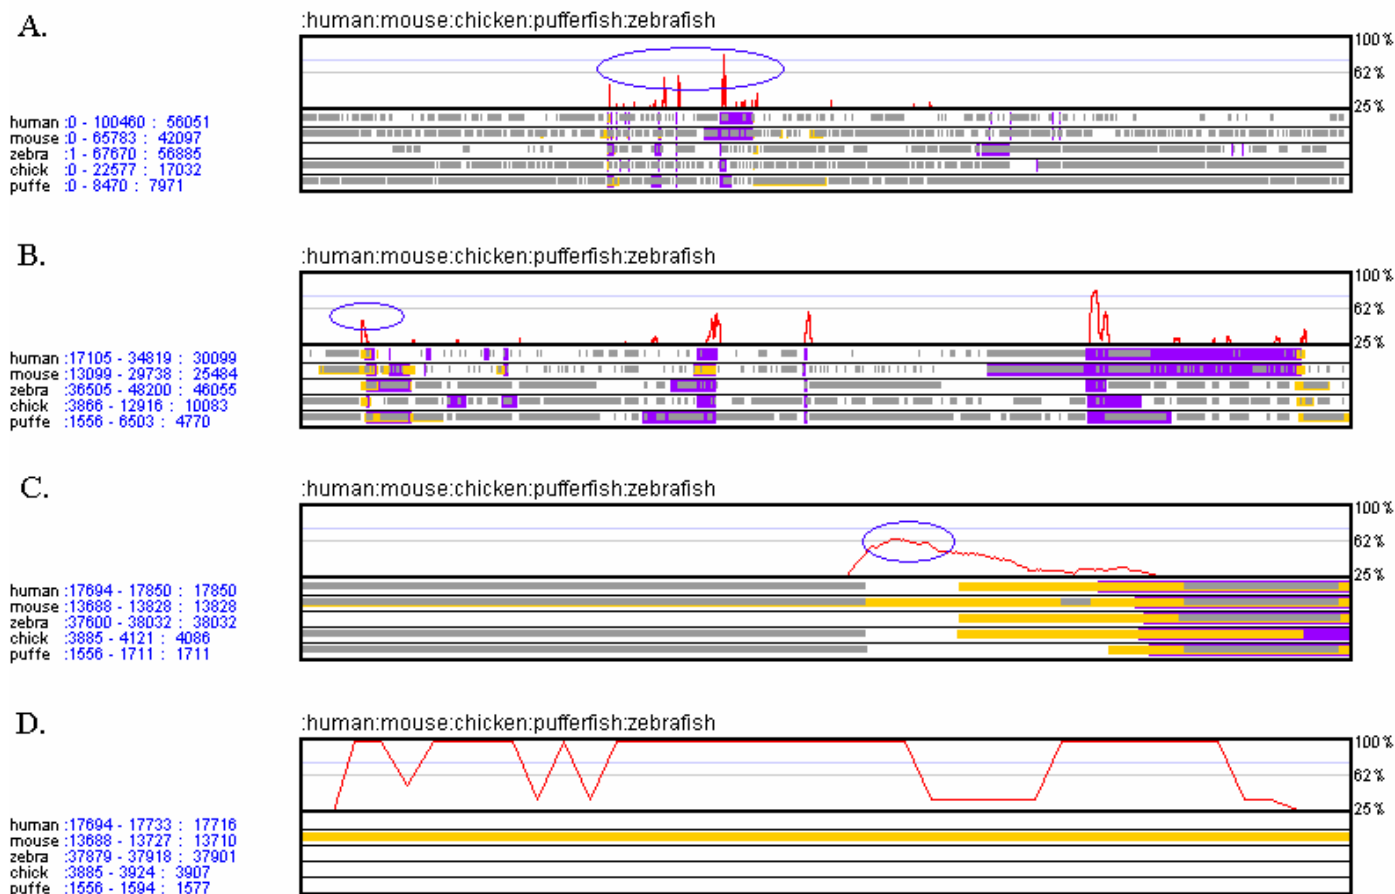 A.
:human:mouse:chicken:pufferfish:zebrafish
100%
62%
25%
human :0 - 100460 : 56051
mouse :0 - 65783 : 42097
zebra :1 - 67670 : 56885
chick :0 - 22577 : 17032
puffe :0 - 8470 : 7971
B.
:human:mouse:chicken:pufferfish:zebrafish
100%
62%
25%
human :17105 - 34819 : 30099
mouse :13099 - 29738 : 25484
zebra :36505 - 48200 : 46055
chick :3866 - 12916 : 10083
puffe :1556 - 6503 : 4770
C.
:human:mouse:chicken:pufferfish:zebrafish
100%
62%
25%
human :17694 - 17850 : 17850
mouse :13688 - 13828 : 13828
zebra :37600 - 38032 : 38032
chick :3885 - 4121 : 4086
puffe :1556 - 1711 : 1711
D.
:human:mouse:chicken:pufferfish:zebrafish
100%
62%
25%
human :17694 - 17733 : 17716
mouse :13688 - 13727 : 13710
zebra :37879 - 37918 : 37901
chick :3885 - 3924 : 3907
puffe :1556 - 1594 : 1577